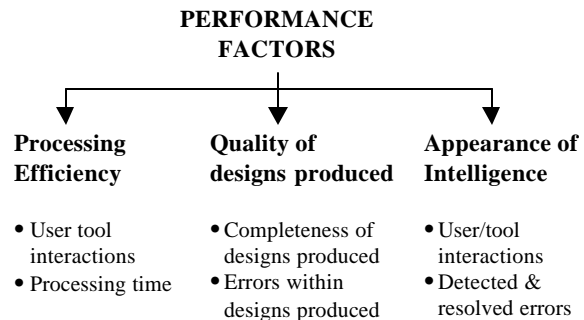 PERFORMANCE
FACTORS
Processing
Efficiency
• User tool
interactions
• Processing time
Quality of
designs produced
• Completeness of
designs produced
• Errors within
designs produced
Appearance of
Intelligence
• User/tool
interactions
• Detected &
resolved errors